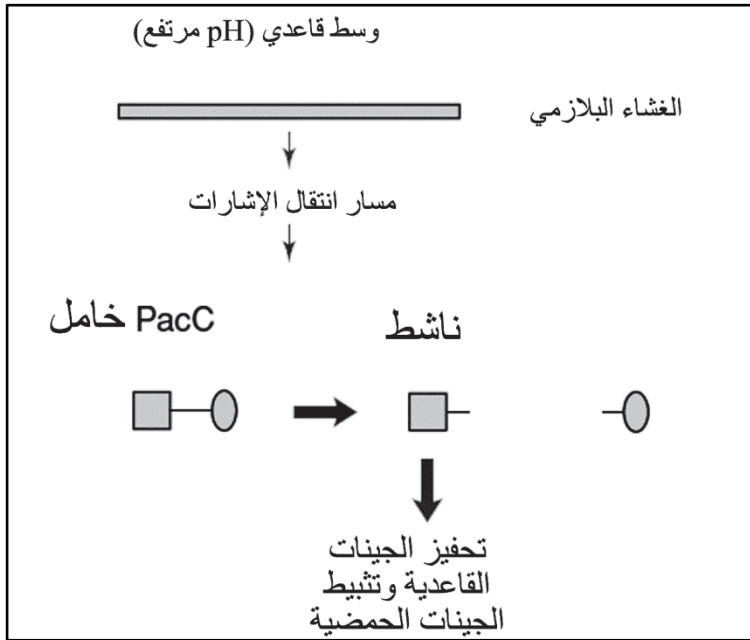 وسط قاعدي (pH مرتفع)
الغشاء البلازمي
مسار انتقال الإشارات
PacC خامل
ناشط
تحفيز الجينات
القاعدية وتثبيط
الجينات الحمضية